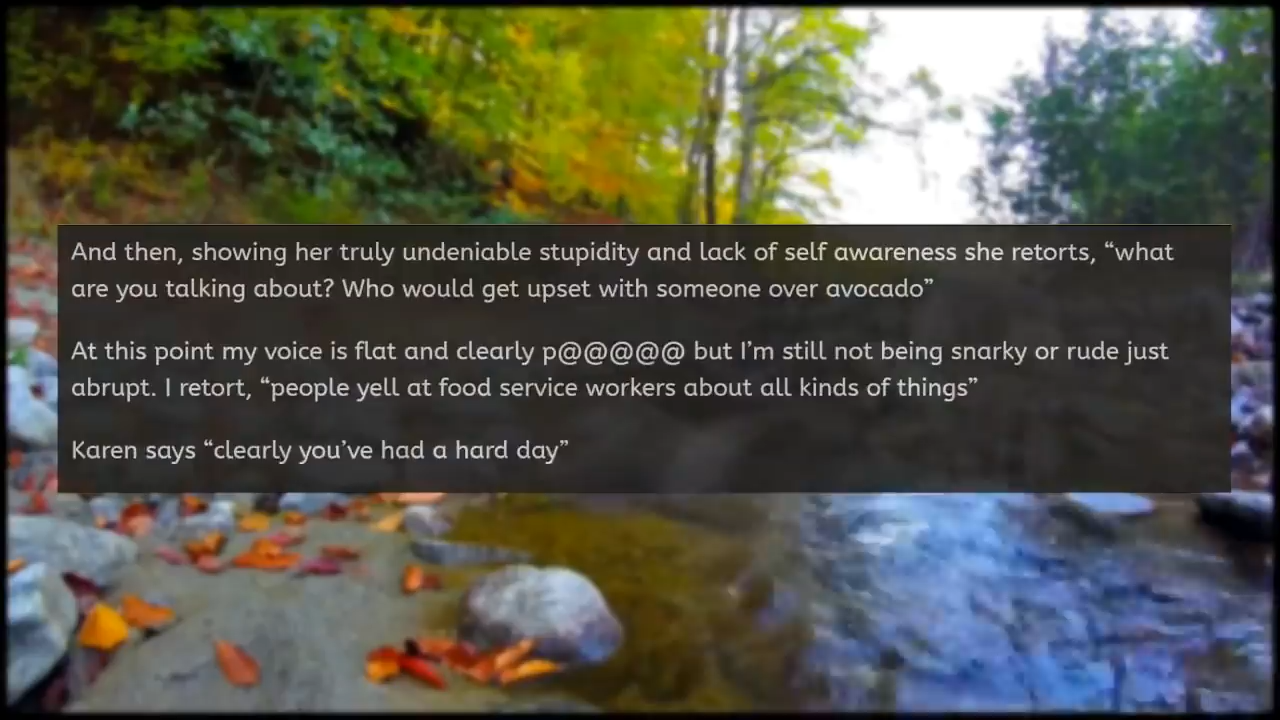 And then, showing her truly undeniable stupidity and lack of self awareness she retorts, “what
are you talking about? Who would get upset with someone over avocado”
At this point my voice is flat and clearly p@@@@@ but I’m still not being snarky or rude just
abrupt. I retort, “people yell at food service workers about all kinds of things”
Karen says “clearly you’ve had a hard day”